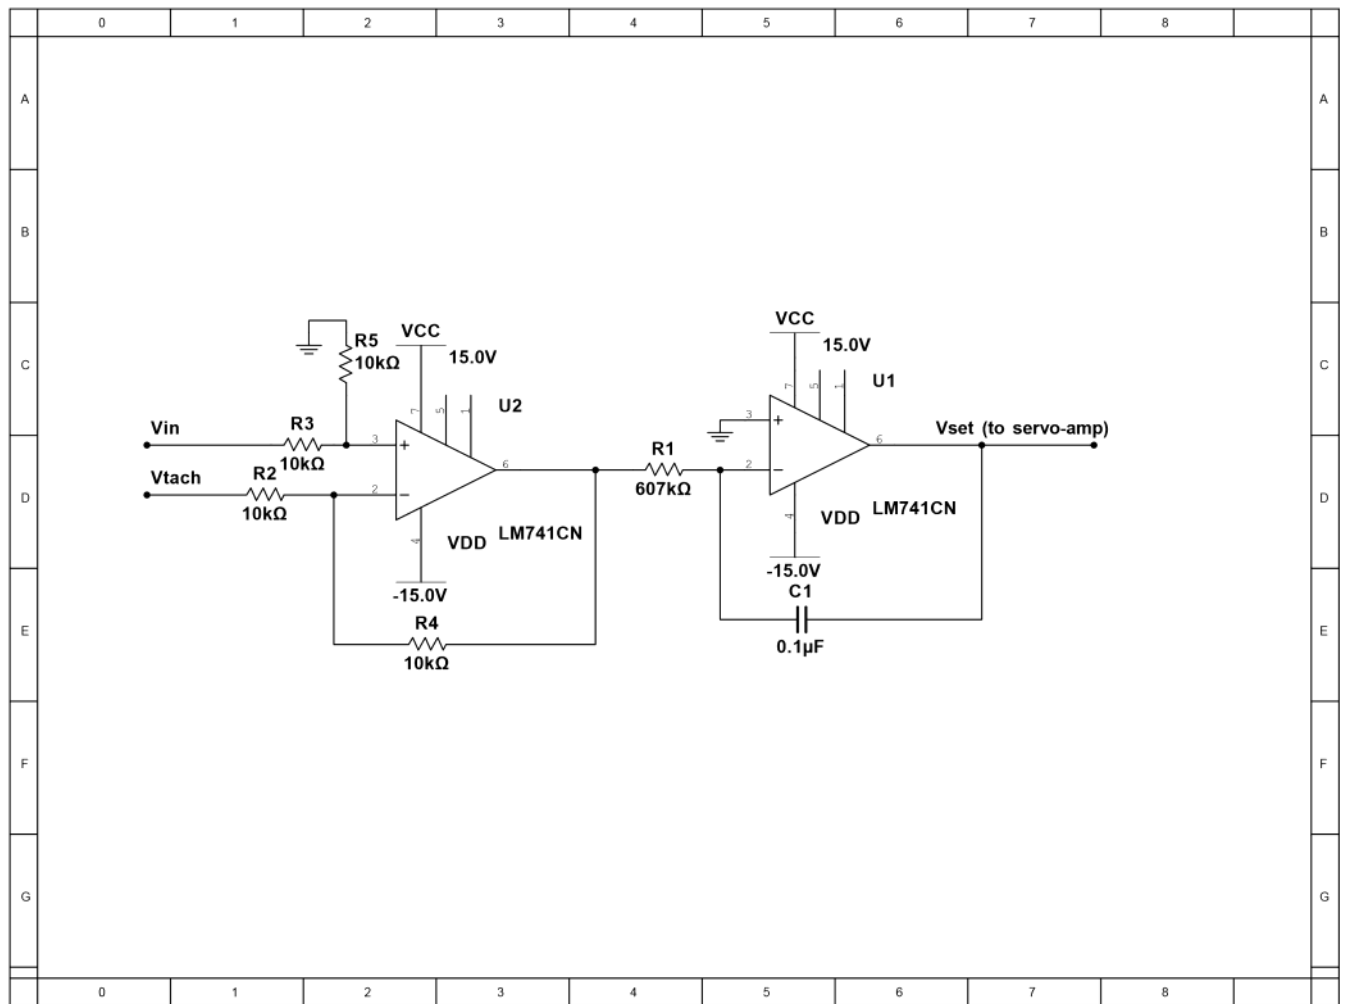 0 1 2 3 4 5 6 7 8
A A
B B
VCC
15.0V
U1
7 5 1
R5
10kΩ
VCC
15.0V
U2
7 5 1
C C
Vin
R3
10kΩ
3
+
3
+
6
Vset (to servo-amp)
Vtach
R2
10kΩ
2
−
6
R1
607kΩ
2
−
D D
4
VDD
LM741CN
-15.0V
4
VDD
LM741CN
-15.0V
R4
10kΩ
C1
0.1µF
E E
F F
G G
0 1 2 3 4 5 6 7 8